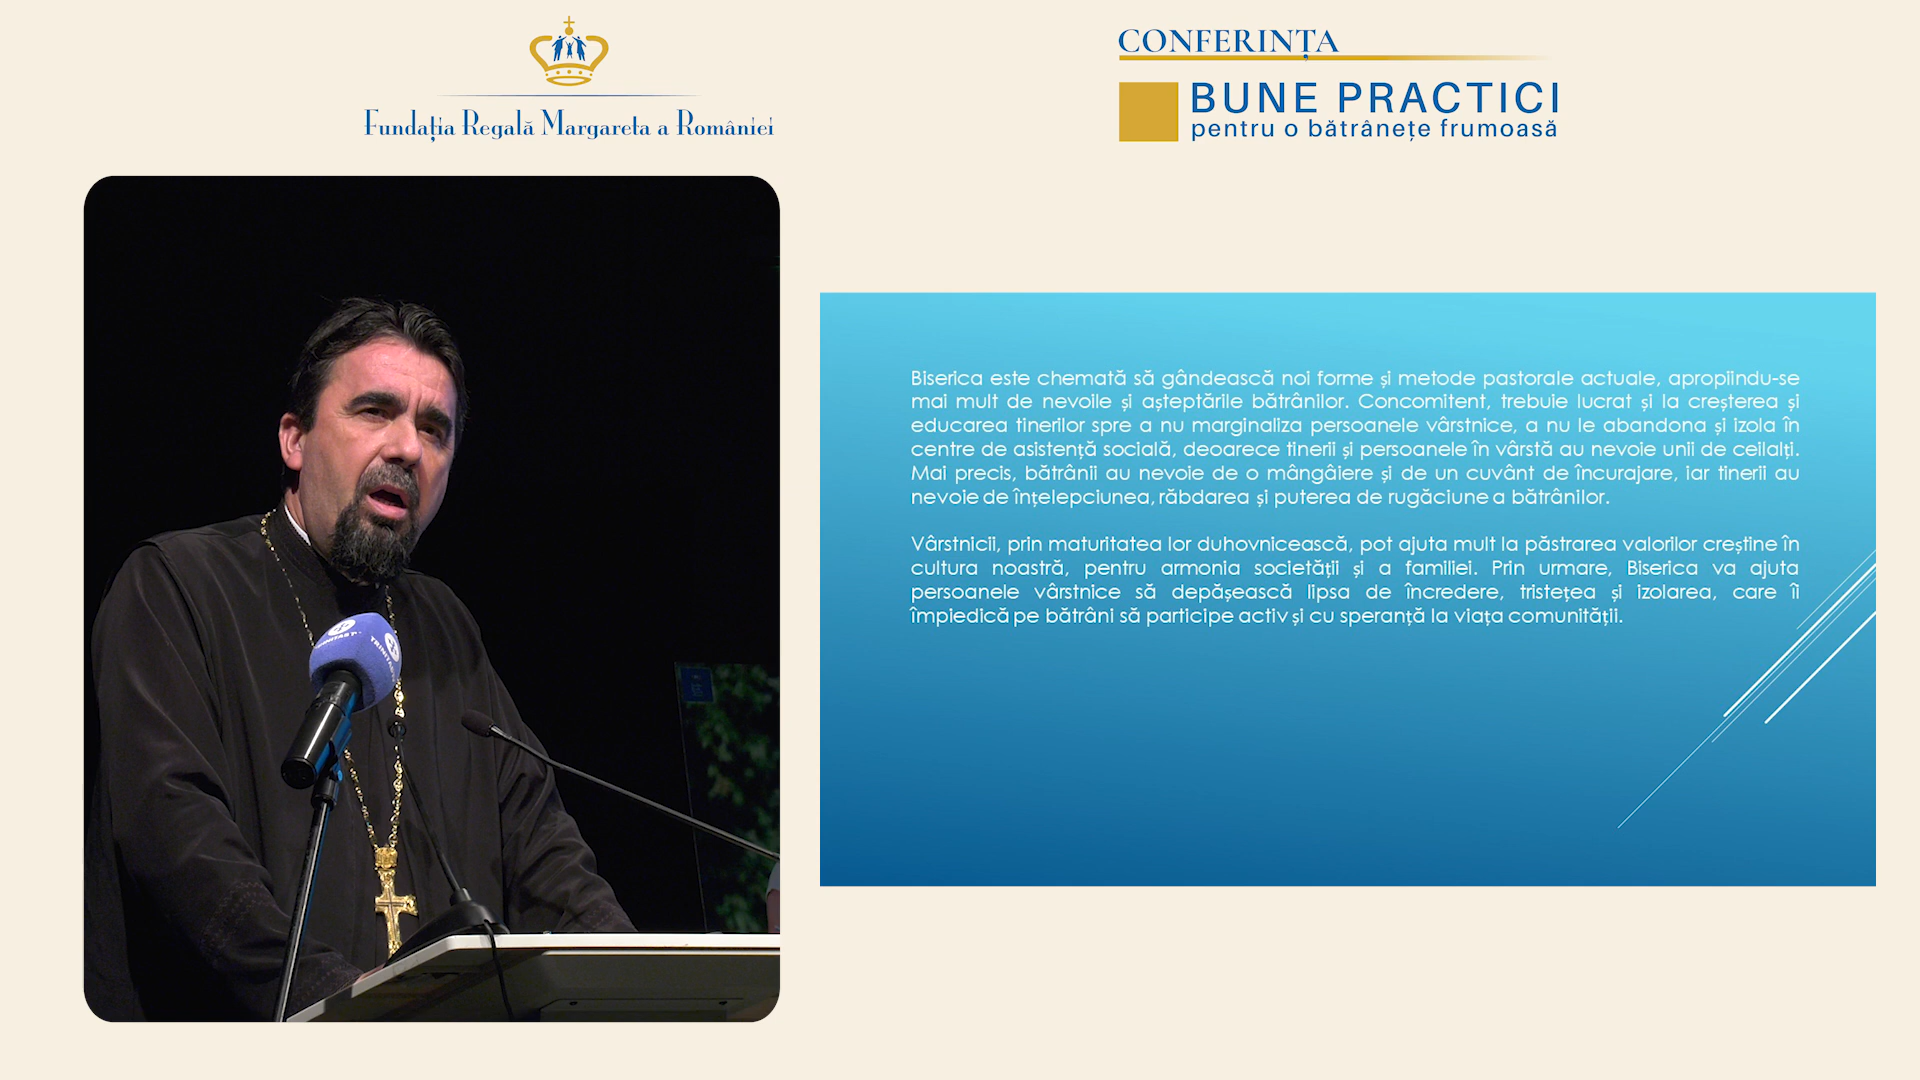 Fundația Regală Margareta a României
CONFERINȚA
BUNE PRACTICI
pentru o bătrânețe frumoasă
Biserica este chemată să gândească noi forme și metode pastorale actuale, apropiindu-se
mai mult de nevoile și așteptările bătrânilor. Concomitent, trebuie lucrat și la creșterea și
educarea tinerilor spre a nu marginaliza persoanele vârstnice, a nu le abandona și izola în
centre de asistență socială, deoarece tinerii și persoanele în vârstă au nevoie unii de ceilalți.
Mai precis, bătrânii au nevoie de o mângâiere și de un cuvânt de încurajare, iar tinerii au
nevoie de înțelepciunea, răbdarea și puterea de rugăciune a bătrânilor.
Vârstnicii, prin maturitatea lor duhovnicească, pot ajuta mult la păstrarea valorilor creștine în
cultura noastră, pentru armonia societății și a familiei. Prin urmare, Biserica va ajuta
persoanele vârstnice să depășească lipsa de încredere, tristețea și izolarea, care îi
împiedică pe bătrâni să participe activ și cu speranță la viața comunității.